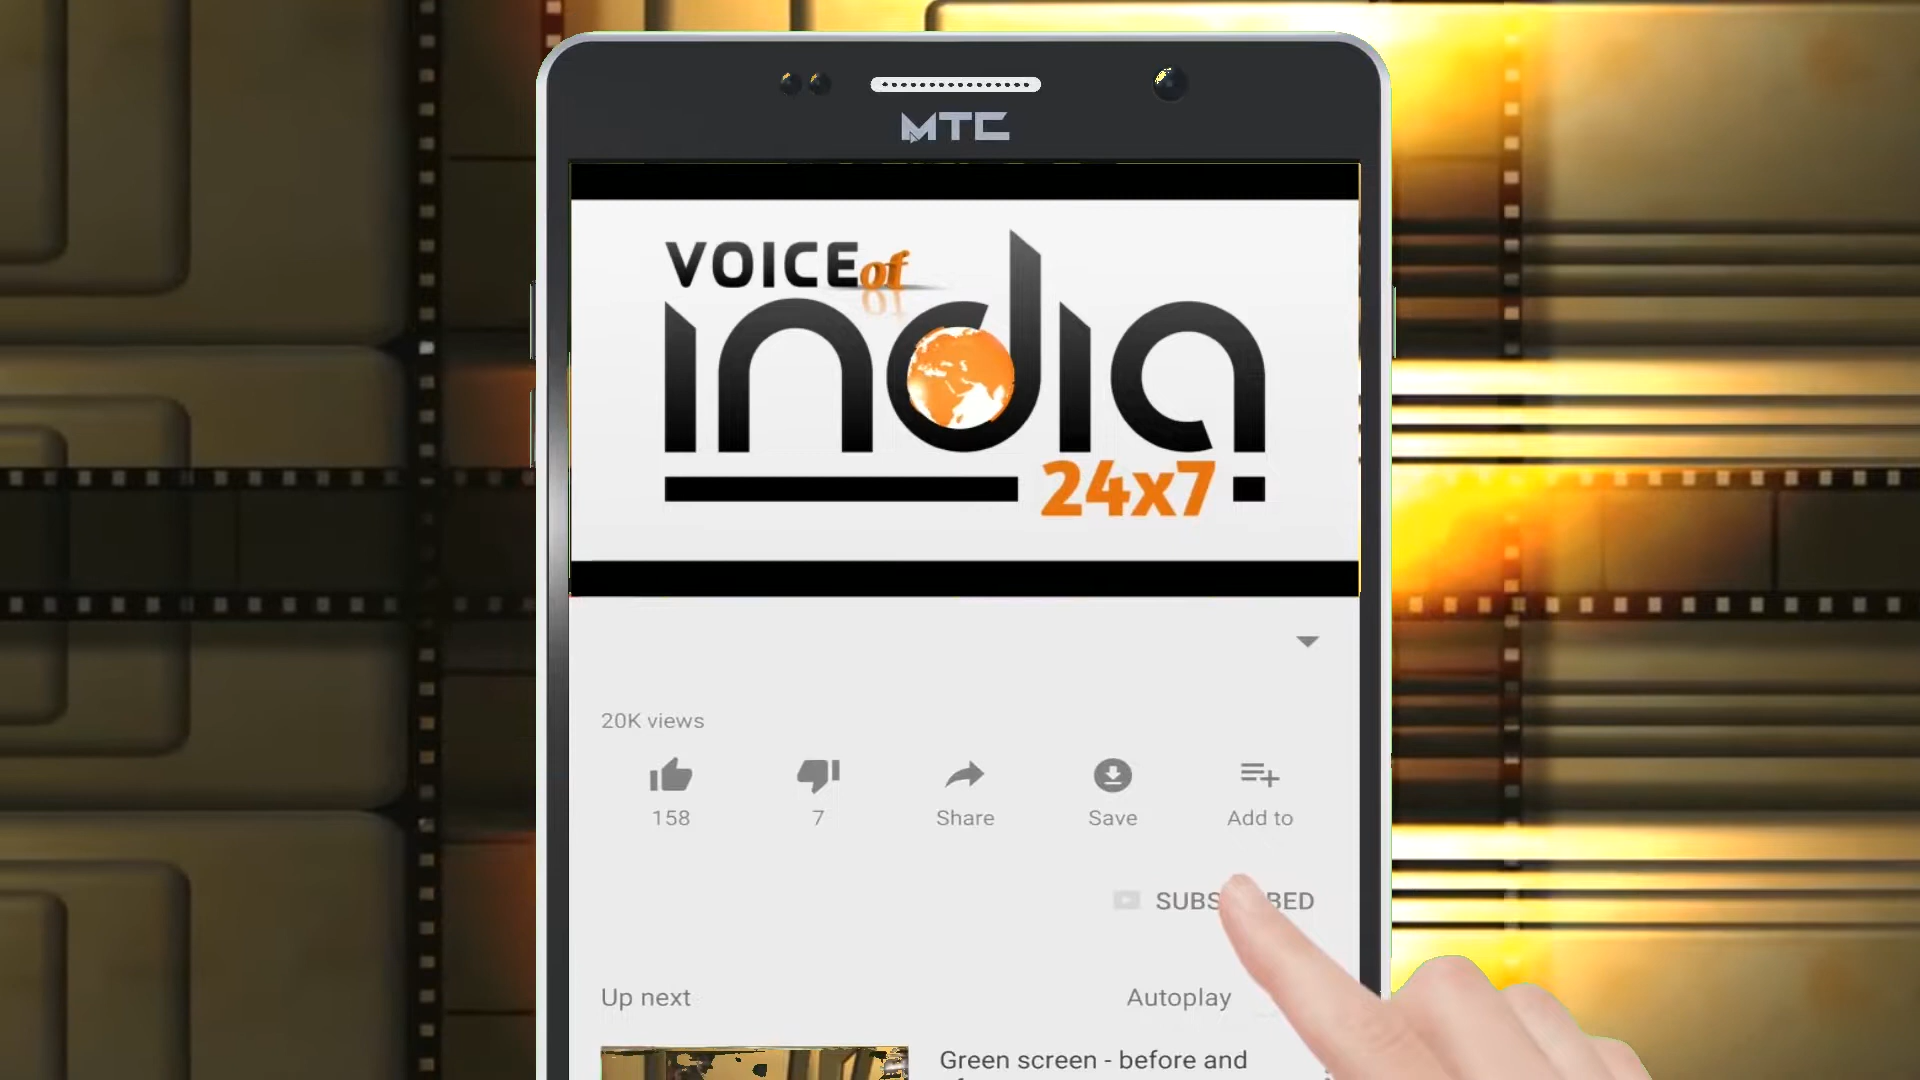 MTC
VOICE of
india
24x7
20K views
158
7
Share
Save
Add to
Up next
Autoplay
Green screen - before and